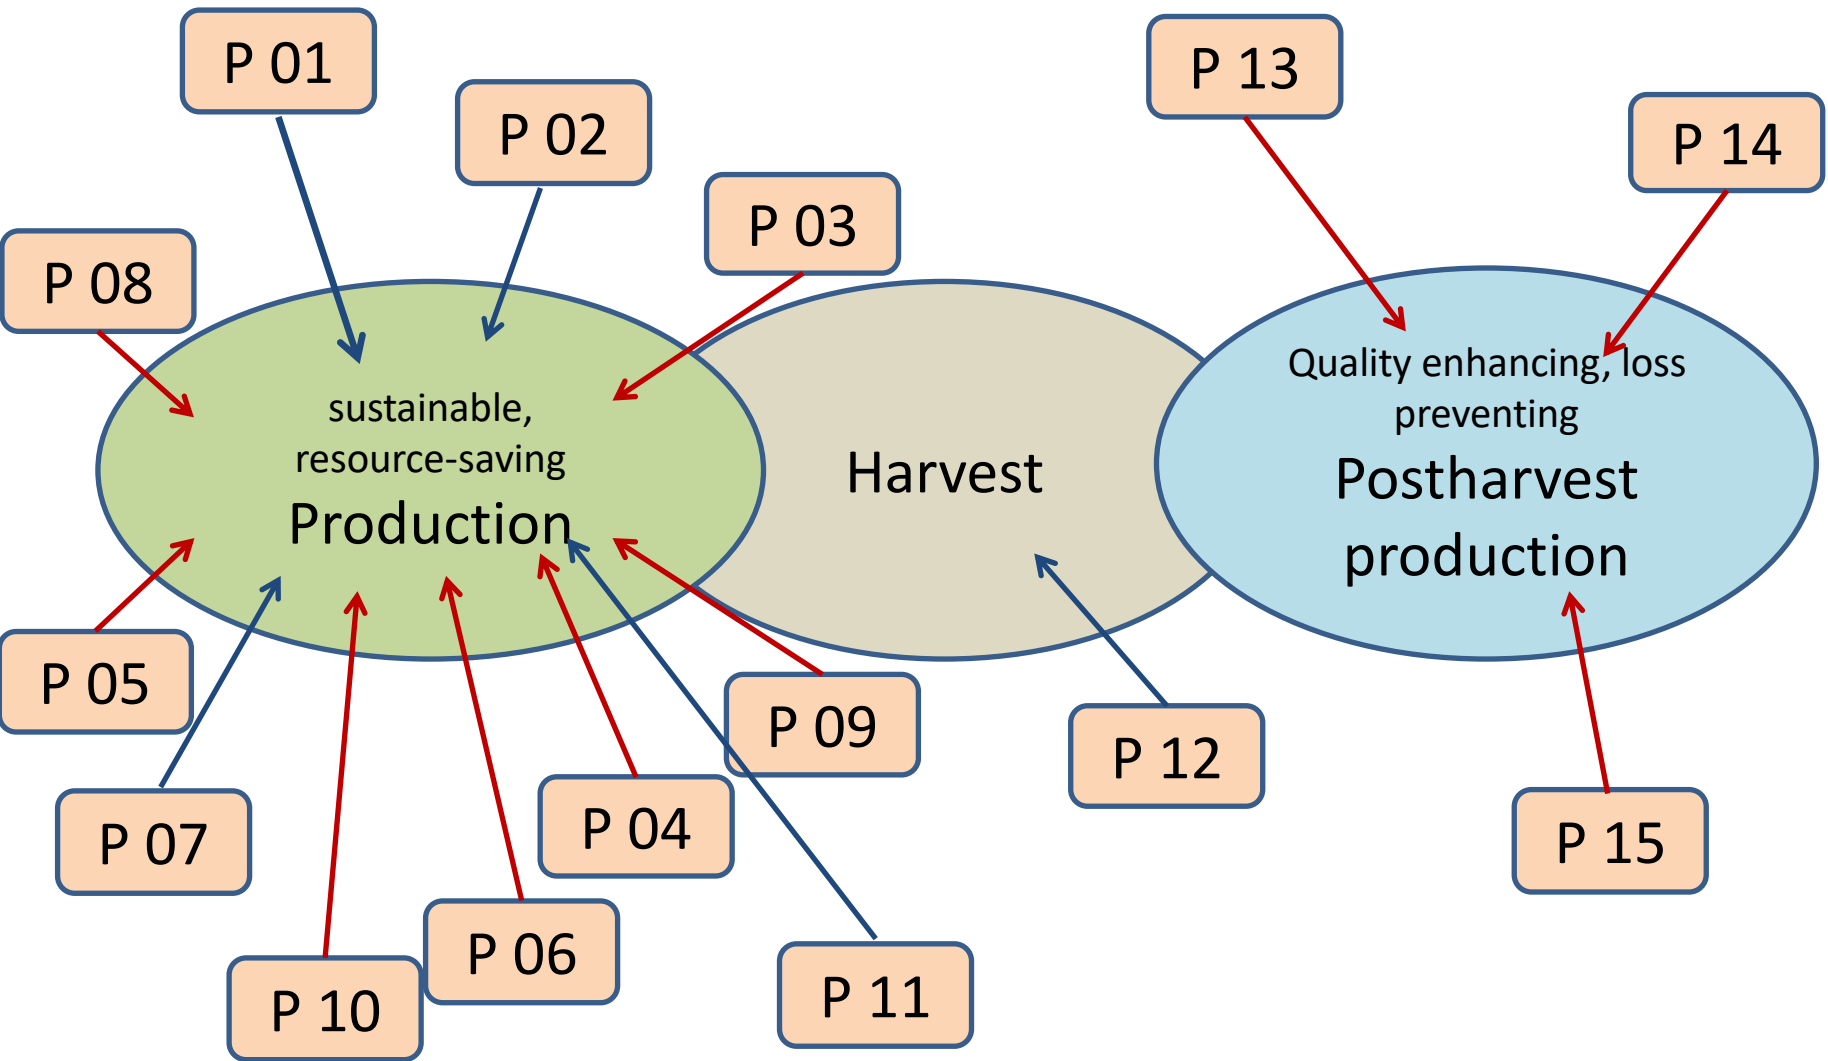 P 01
P 02
P 13
P 14
P 03
P 08
sustainable,
resource-saving
Production
Harvest
Quality enhancing, loss
preventing
Postharvest
production
P 05
P 09
P 12
P 07
P 04
P 15
P 06
P 10
P 11